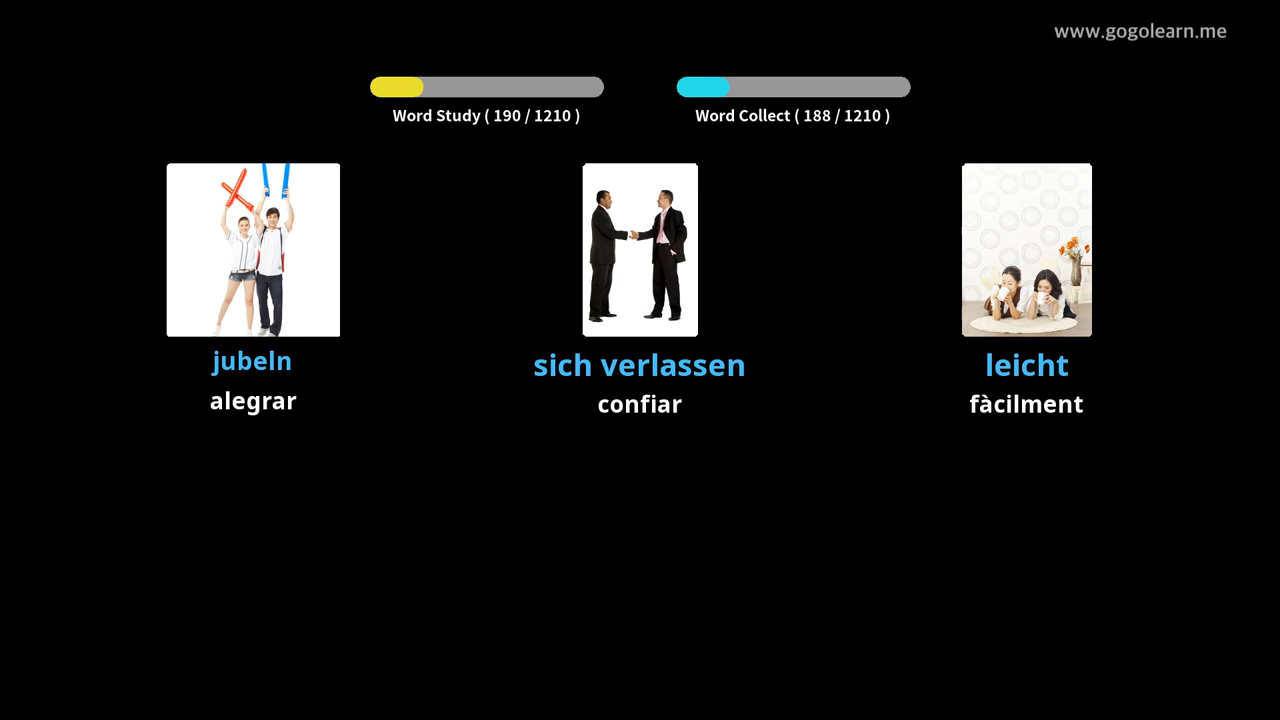 www.gogolearn.me
Word Study ( 190 / 1210 )
Word Collect ( 188 / 1210 )
jubeln
alegrar
sich verlassen
confiar
leicht
fàcilment